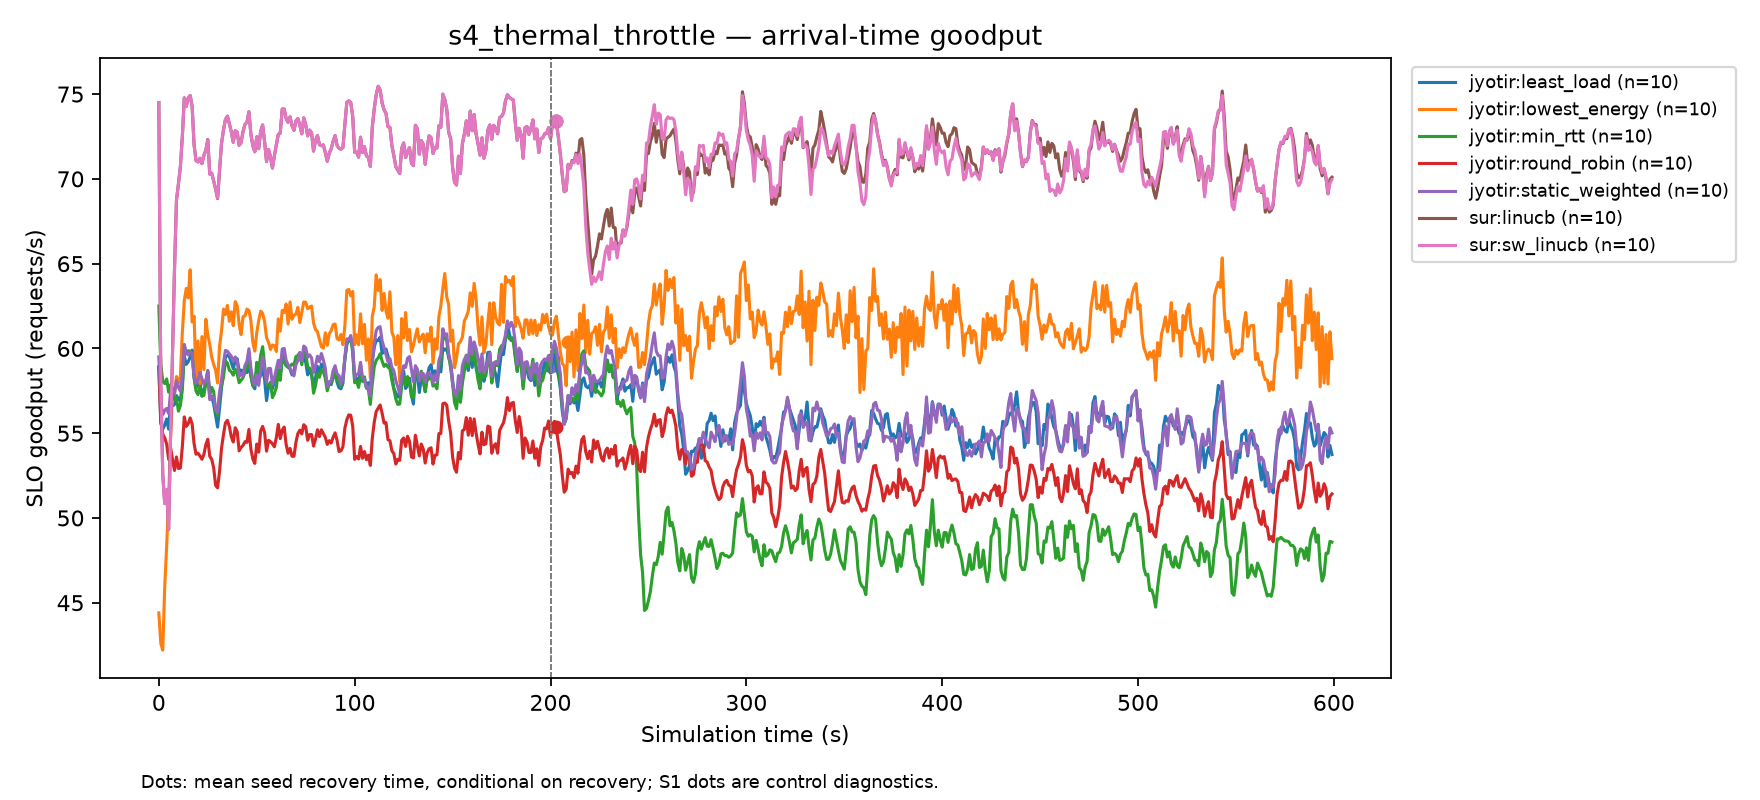 s4_thermal_throttle — arrival-time goodput
75
70
65
60
55
50
45
SLO goodput (requests/s)
0 100 200 300 400 500 600
Simulation time (s)
jyotir:least_load (n=10)
jyotir:lowest_energy (n=10)
jyotir:min_rtt (n=10)
jyotir:round_robin (n=10)
jyotir:static_weighted (n=10)
sur:linucb (n=10)
sur:sw_linucb (n=10)
Dots: mean seed recovery time, conditional on recovery; S1 dots are control diagnostics.